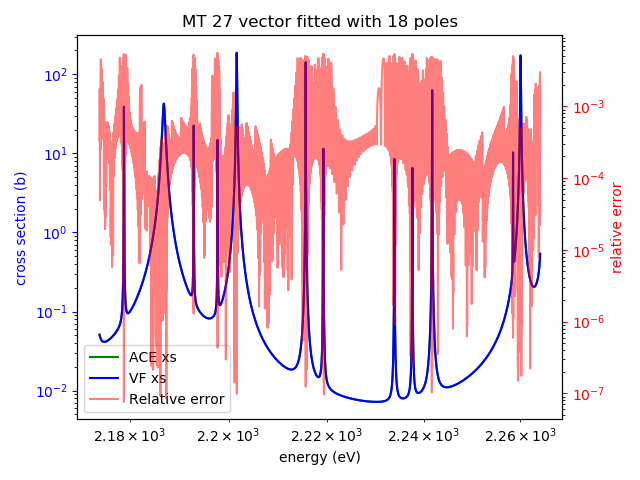 MT 27 vector fitted with 18 poles
cross section (b)
10²
10¹
10⁰
10⁻¹
10⁻²
relative error
10⁻³
10⁻⁴
10⁻⁵
10⁻⁶
10⁻⁷
ACE xs
VF xs
Relative error
2.18 × 10³ 2.2 × 10³ 2.22 × 10³ 2.24 × 10³ 2.26 × 10³
energy (eV)